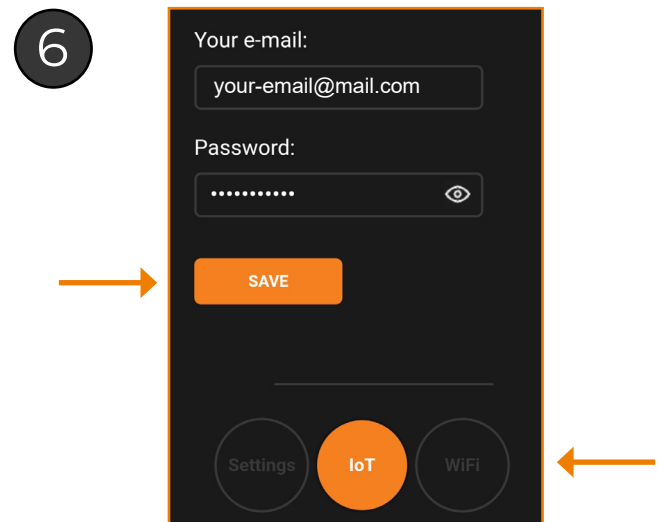 6
Your e-mail:
your-email@mail.com
Password:
•••••••••••
SAVE
Settings IoT WiFi